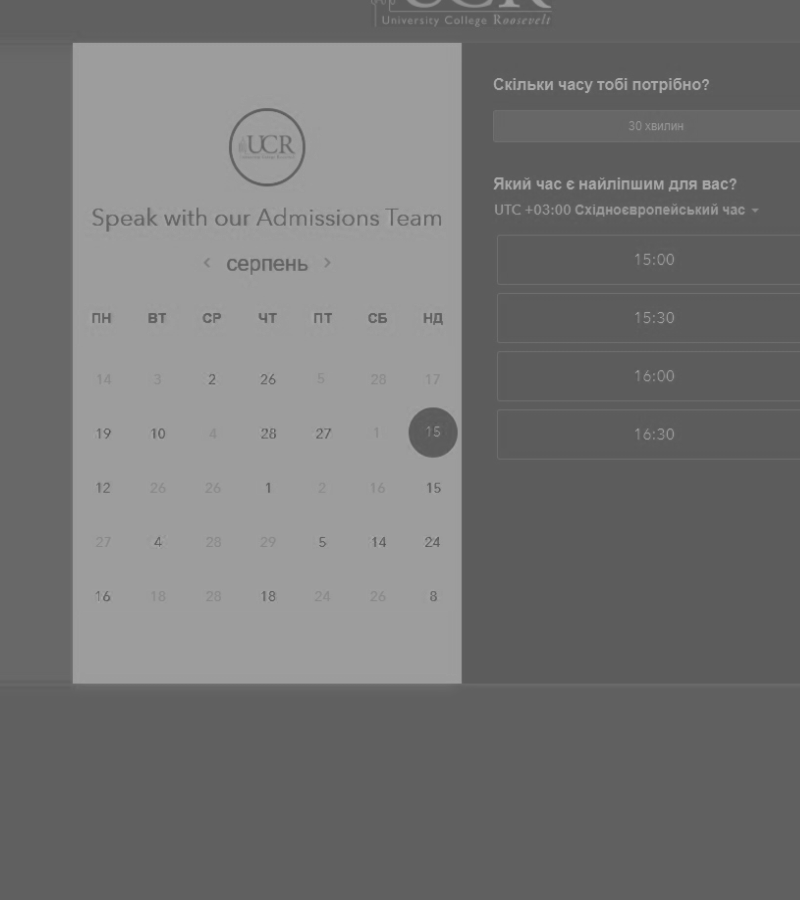 UCR
University College Roosevelt
UCR
Speak with our Admissions Team
серпень
ПН ВТ СР ЧТ ПТ СБ НД
14 3 2 26 5 28 17
19 10 4 28 27 1 15
12 26 26 1 2 16 15
27 4 28 29 5 14 24
16 18 28 18 24 26 8
Скільки часу тобі потрібно?
30 хвилин
Який час є найліпшим для вас?
UTC +03:00 Східноєвропейський час
15:00
15:30
16:00
16:30